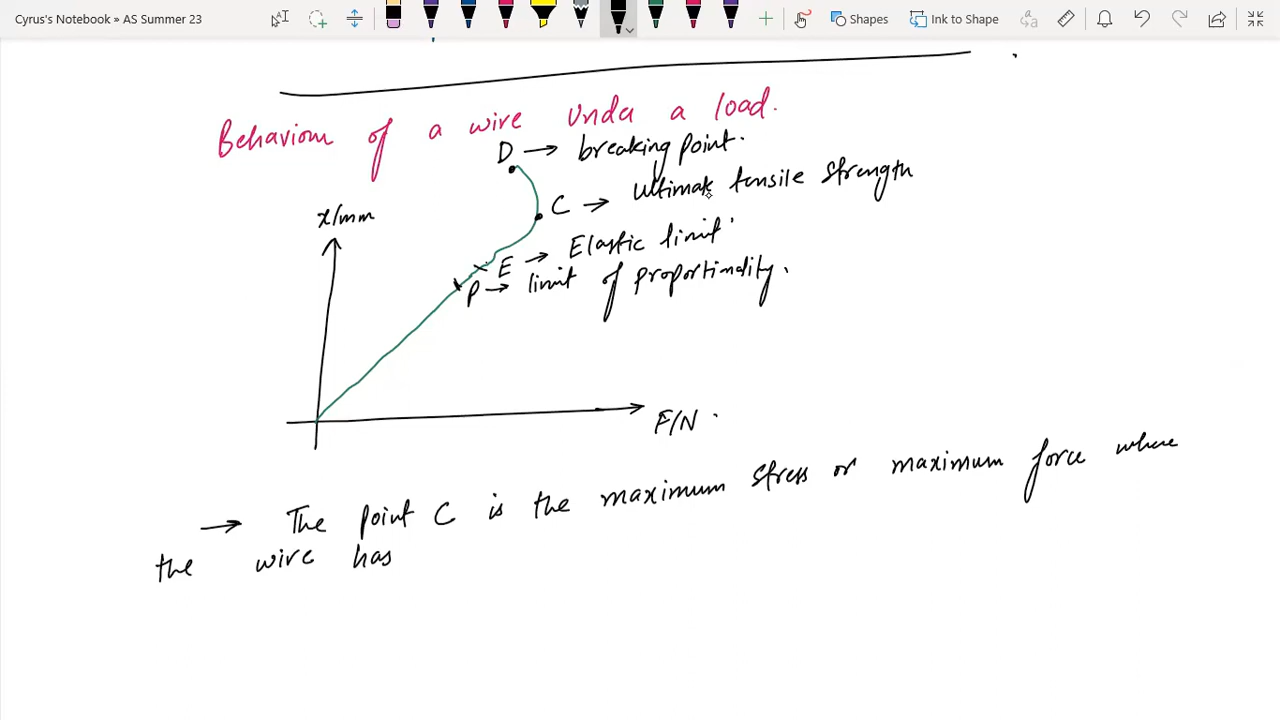 Cyrus's Notebook » AS Summer 23
Shapes
Ink to Shape
Behaviour of a wire Under a load.
D → breaking point.
C → Ultimate tensile strength
x/mm
E → Elastic limit
P → limit of proportionality.
F/N
→ The point C is the maximum stress or maximum force where
the wire has